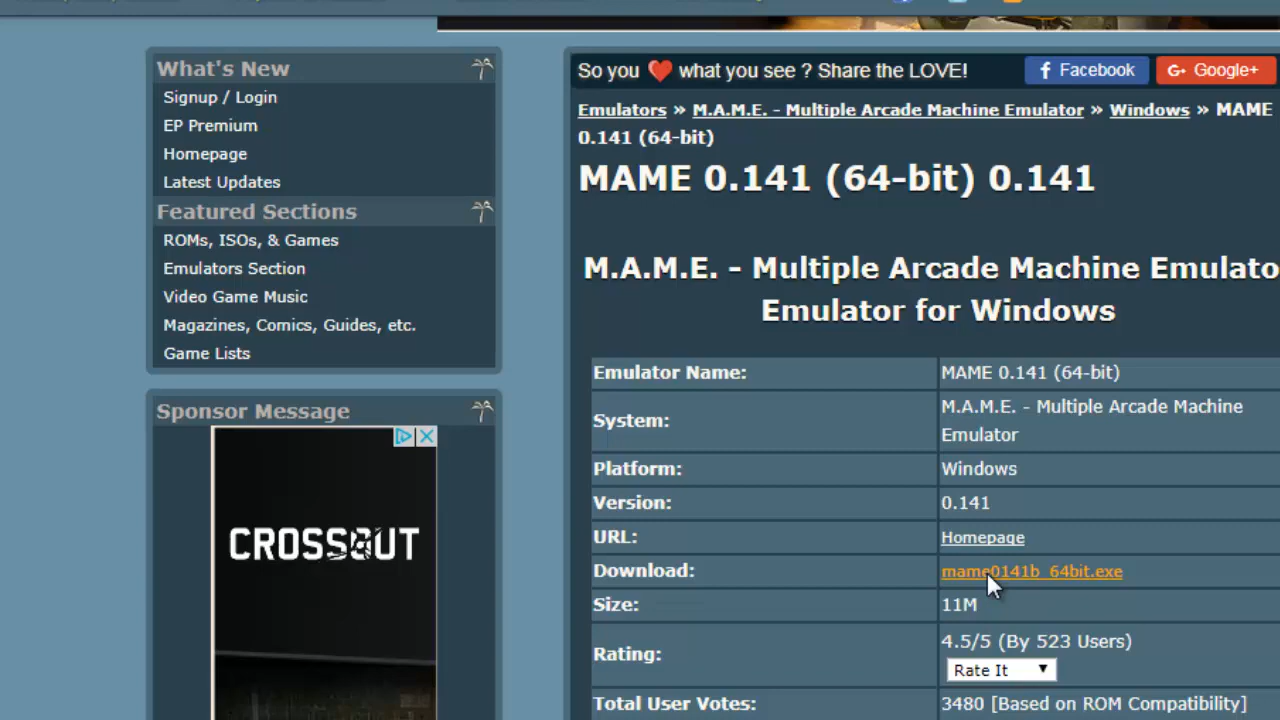 What's New
Signup / Login
EP Premium
Homepage
Latest Updates
Featured Sections
ROMs, ISOs, & Games
Emulators Section
Video Game Music
Magazines, Comics, Guides, etc.
Game Lists
Sponsor Message
CROSSOUT
So you ❤ what you see ? Share the LOVE!
Facebook
G+ Google+
Emulators » M.A.M.E. - Multiple Arcade Machine Emulator » Windows » MAME
0.141 (64-bit)
MAME 0.141 (64-bit) 0.141
M.A.M.E. - Multiple Arcade Machine Emulato
Emulator for Windows
Emulator Name: MAME 0.141 (64-bit)
System: M.A.M.E. - Multiple Arcade Machine
Emulator
Platform: Windows
Version: 0.141
URL: Homepage
Download: mame0141b_64bit.exe
Size: 11M
Rating: 4.5/5 (By 523 Users)
Rate It
Total User Votes: 3480 [Based on ROM Compatibility]